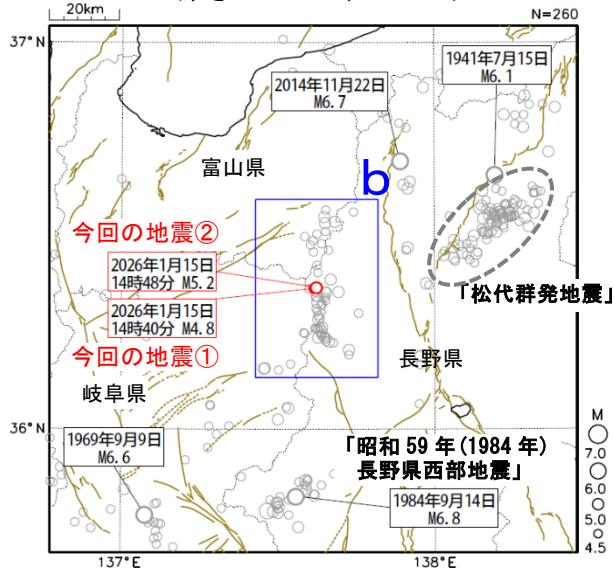 20km
N=260
37°N
1941年7月15日
M6.1
2014年11月22日
M6.7
富山県
b
今回の地震②
2026年1月15日
14時48分 M5.2
2026年1月15日
14時40分 M4.8
今回の地震①
「松代群発地震」
長野県
岐阜県
36°N
1969年9月9日
M6.6
「昭和 59 年(1984 年)
長野県西部地震」
1984年9月14日
M6.8
M
7.0
6.0
5.0
4.5
137°E
138°E